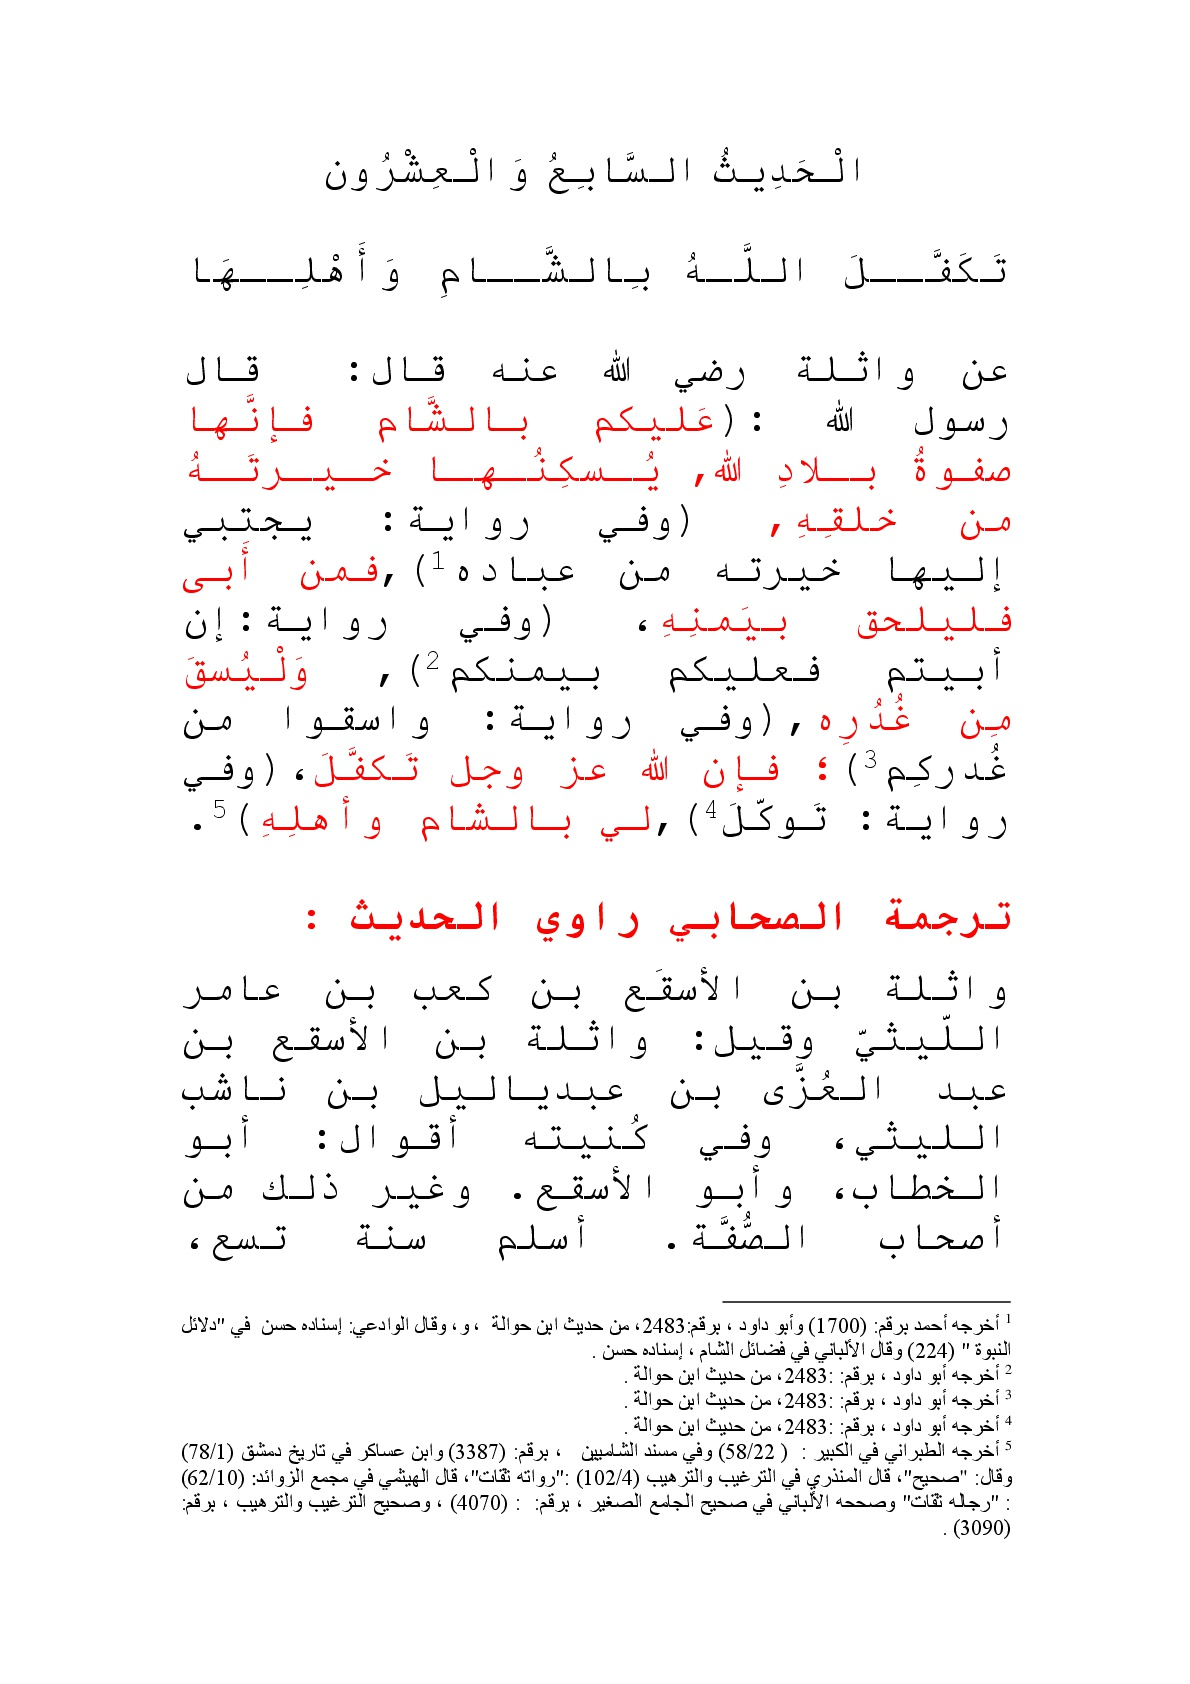 الْحَدِيثُ السَّابِعُ وَالْعِشْرُون
تَكَفَّلَ اللَّهُ بِالشَّامِ وَأَهْلِهَا
عن واثلة رضي الله عنه قال: قال
رسول الله :(عَليكم بالشَّام فإنَّها
صفوةُ بلادِ الله, يُسكِنُها خيرتَهُ
من خلقِهِ, (وفي رواية: يجتبي
إليها خيرته من عباده1),فمن أَبى
فليلحق بيَمنِهِ، (وفي رواية:إن
أبيتم فعليكم بيمنكم2), وَلْيُسقَ
مِن غُدُرِه,(وفي رواية: واسقوا من
غُدركِم3)؛ فإن الله عز وجل تَكفَّلَ،(وفي
رواية: تَوكّلَ4),لي بالشام وأهلِهِ)5.
ترجمة الصحابي راوي الحديث :
واثلة بن الأسقَع بن كعب بن عامر
اللّيثيّ وقيل: واثلة بن الأسقع بن
عبد العُزَّى بن عبدياليل بن ناشب
الليثي، وفي كُنيته أقوال: أبو
الخطاب، وأبو الأسقع. وغير ذلك من
أصحاب الصُّفَّة. أسلم سنة تسع،
1 أخرجه أحمد برقم: (1700) وأبو داود ، برقم:2483، من حديث ابن حوالة ، و، وقال الوادعي: إسناده حسن في "دلائل
النبوة " (224) وقال الألباني في فضائل الشام ، إسناده حسن .
2 أخرجه أبو داود ، برقم: :2483، من حديث ابن حوالة .
3 أخرجه أبو داود ، برقم: :2483، من حديث ابن حوالة .
4 أخرجه أبو داود ، برقم: :2483، من حديث ابن حوالة .
5 أخرجه الطبراني في الكبير : ( 58/22) وفي مسند الشاميين ، برقم: (3387) وابن عساكر في تاريخ دمشق (78/1)
وقال: "صحيح"، قال المنذري في الترغيب والترهيب (102/4) :"رواته ثقات"، قال الهيثمي في مجمع الزوائد: (62/10)
: "رجاله ثقات" وصححه الألباني في صحيح الجامع الصغير ، برقم: : (4070) ، وصحيح الترغيب والترهيب ، برقم:
(3090) .